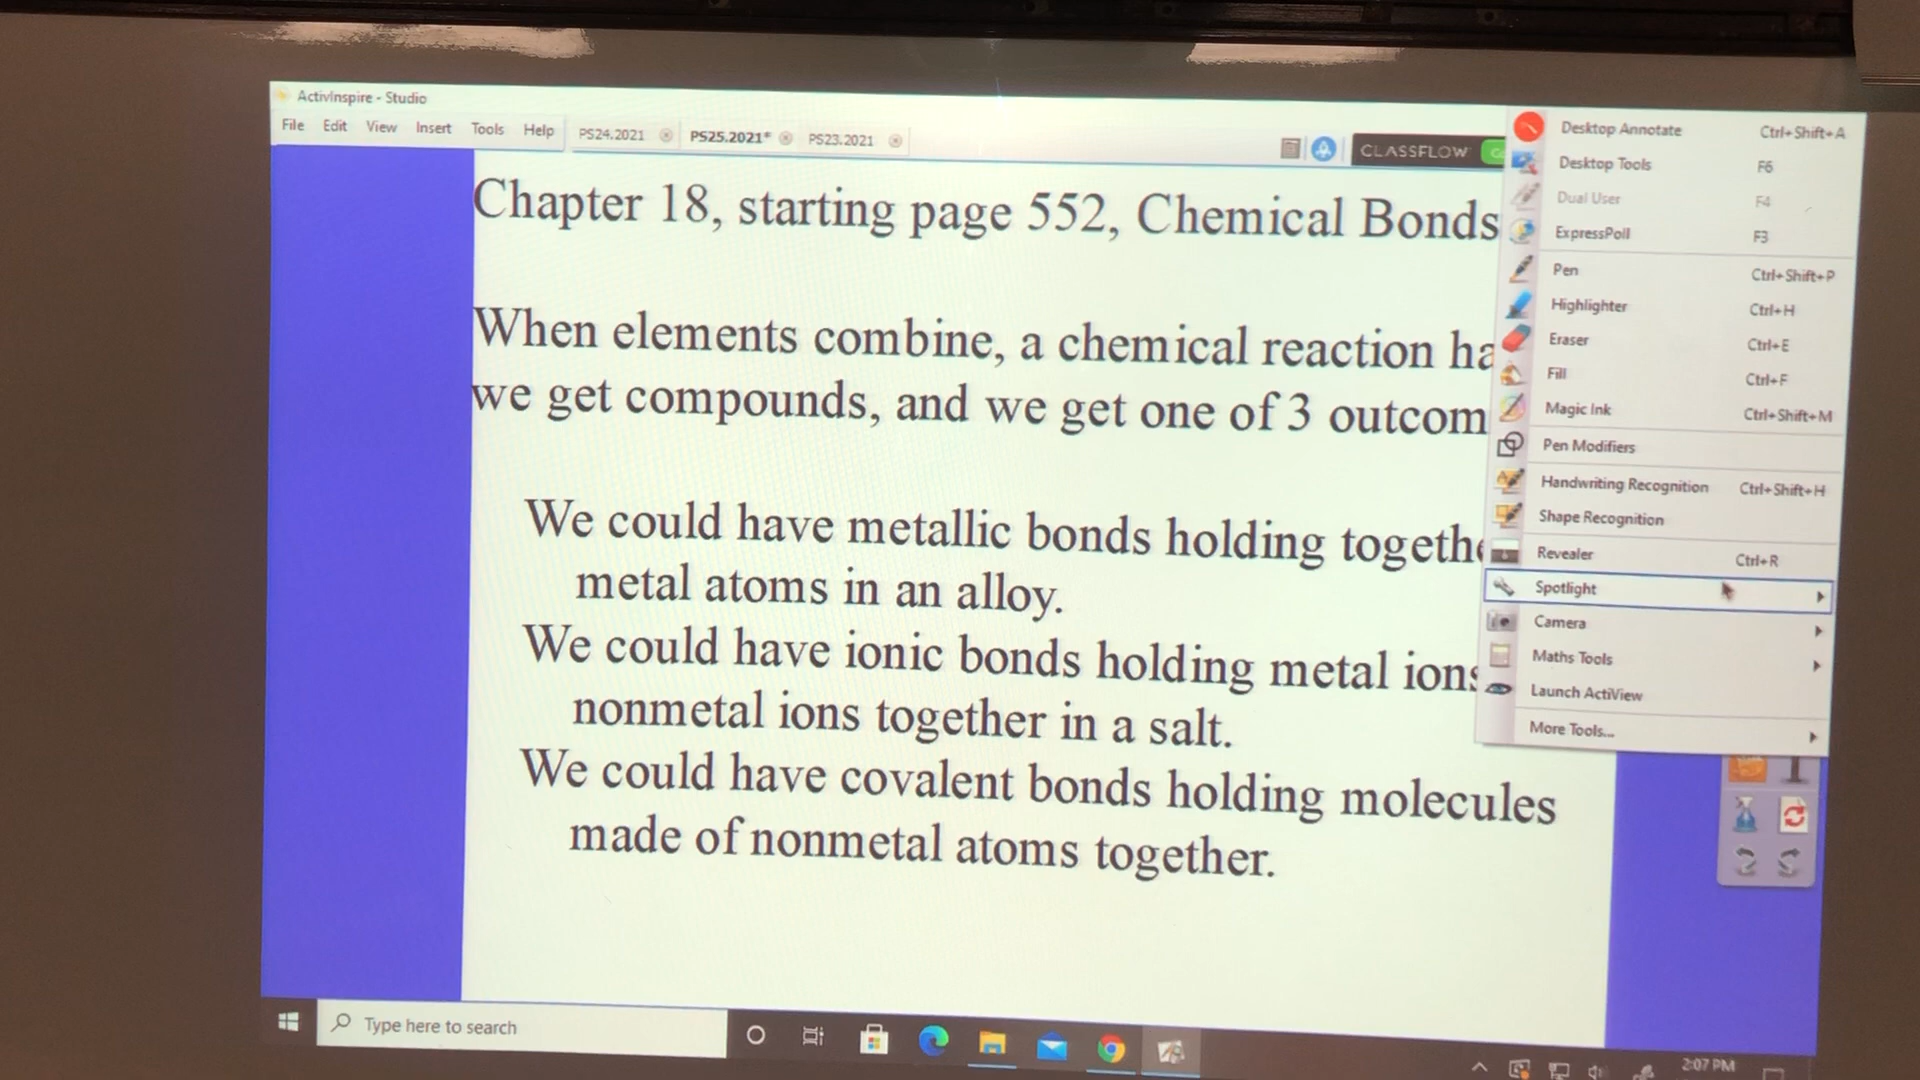 ActivInspire - Studio
File Edit View Insert Tools Help
PS24.2021 PS25.2021* PS23.2021
CLASSFLOW
Chapter 18, starting page 552, Chemical Bonds
When elements combine, a chemical reaction ha
we get compounds, and we get one of 3 outcom
We could have metallic bonds holding togethe
metal atoms in an alloy.
We could have ionic bonds holding metal ions
nonmetal ions together in a salt.
We could have covalent bonds holding molecules
made of nonmetal atoms together.
Desktop Annotate Ctrl+Shift+A
Desktop Tools F6
Dual User F4
ExpressPoll F3
Pen Ctrl+Shift+P
Highlighter Ctrl+H
Eraser Ctrl+E
Fill Ctrl+F
Magic Ink Ctrl+Shift+M
Pen Modifiers
Handwriting Recognition Ctrl+Shift+H
Shape Recognition
Revealer Ctrl+R
Spotlight
Camera
Maths Tools
Launch ActiView
More Tools...
Type here to search
2:07 PM